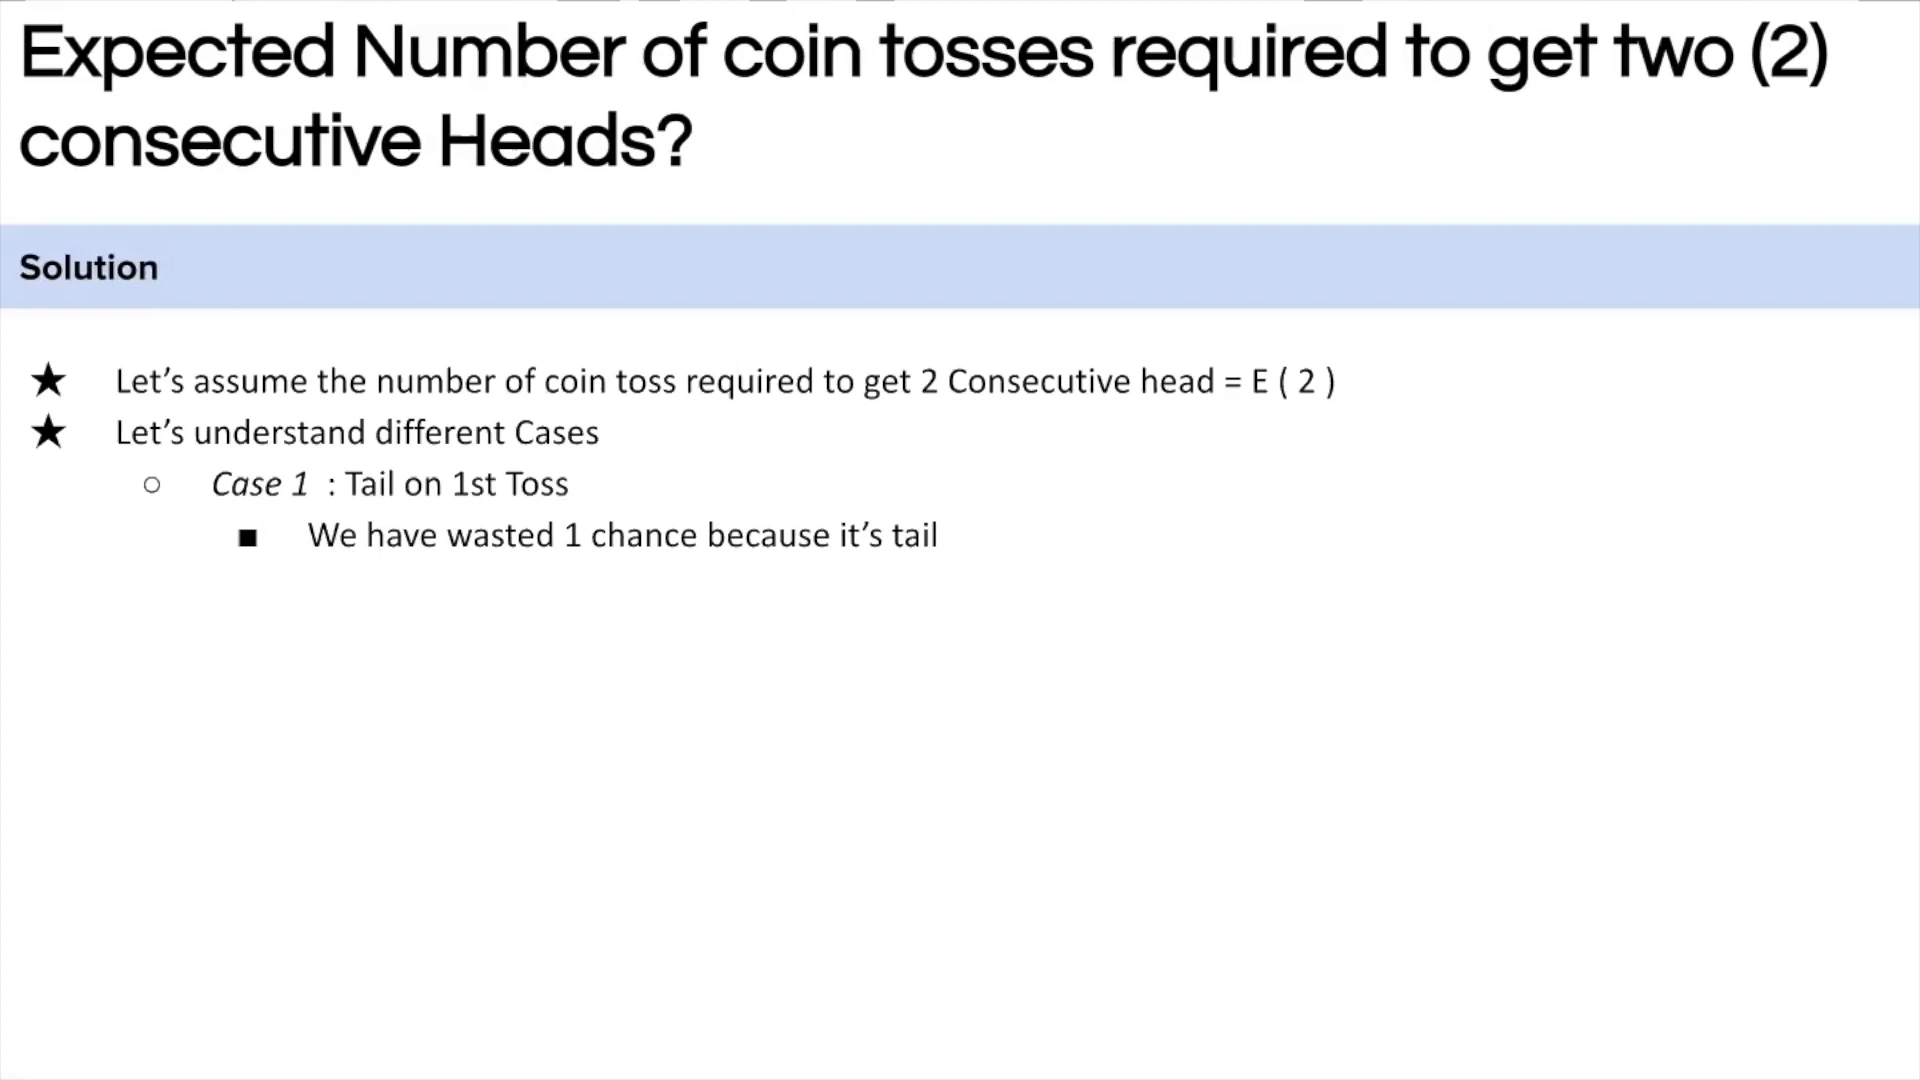 Expected Number of coin tosses required to get two (2)
consecutive Heads?
Solution
★ Let’s assume the number of coin toss required to get 2 Consecutive head = E ( 2 )
★ Let’s understand different Cases
○ Case 1 : Tail on 1st Toss
■ We have wasted 1 chance because it’s tail